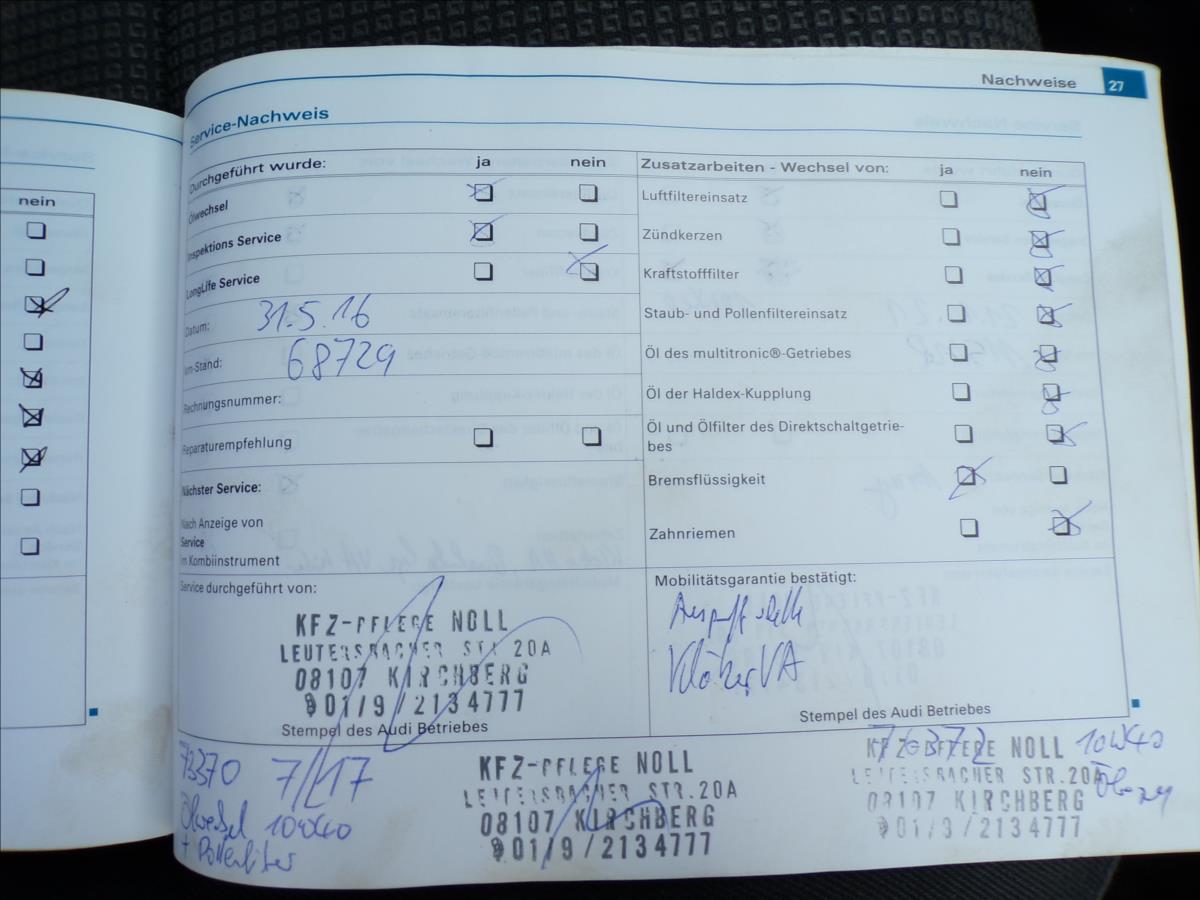 Nachweise 27
Service-Nachweis
nein
Durchgeführt wurde: ja nein
Ölwechsel
Inspektions Service
LongLife Service
Datum: 31.5.16
km-Stand: 68729
Rechnungsnummer:
Reparaturempfehlung
Nächster Service:
Nach Anzeige von
Service
im Kombiinstrument
Service durchgeführt von:
KFZ-PFLEGE NOLL
LEUTERSBACHER STR. 20A
08107 KIRCHBERG
01/9/2134777
Stempel des Audi Betriebes
Zusatzarbeiten - Wechsel von: ja nein
Luftfiltereinsatz
Zündkerzen
Kraftstofffilter
Staub- und Pollenfiltereinsatz
Öl des multitronic®-Getriebes
Öl der Haldex-Kupplung
Öl und Ölfilter des Direktschaltgetrie-
bes
Bremsflüssigkeit
Zahnriemen
Mobilitätsgarantie bestätigt:
Klötzer VA
Stempel des Audi Betriebes
73370 7/17
Ölwechsel 10W40
+ Pollenfilter
KFZ-PFLEGE NOLL
LEUTERSBACHER STR. 20A
08107 KIRCHBERG
01/9/2134777
10W40
KFZ-PFLEGE NOLL
LEUTERSBACHER STR. 20A
08107 KIRCHBERG
01/9/2134777